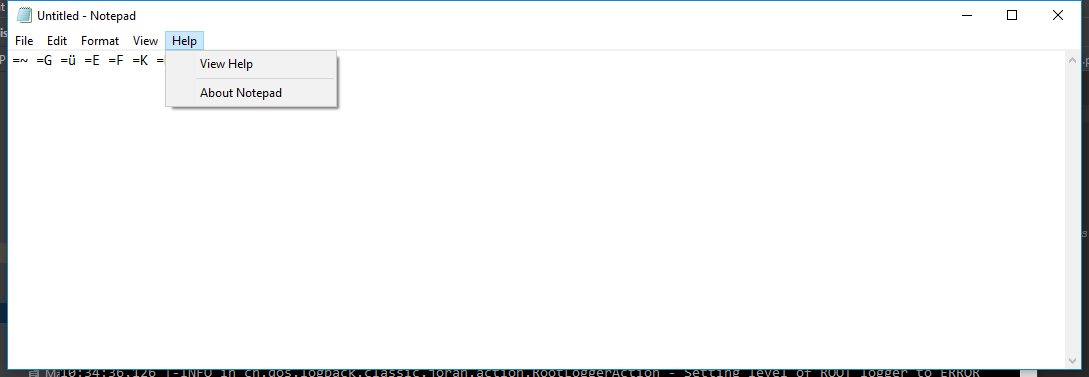 Untitled - Notepad
File Edit Format View Help
=~ =G =ü =E =F =K =
View Help
About Notepad
10:34:36.126 |-INFO in ch.qos.logback.classic.joran.action.RootLoggerAction - Setting level of ROOT logger to ERROR